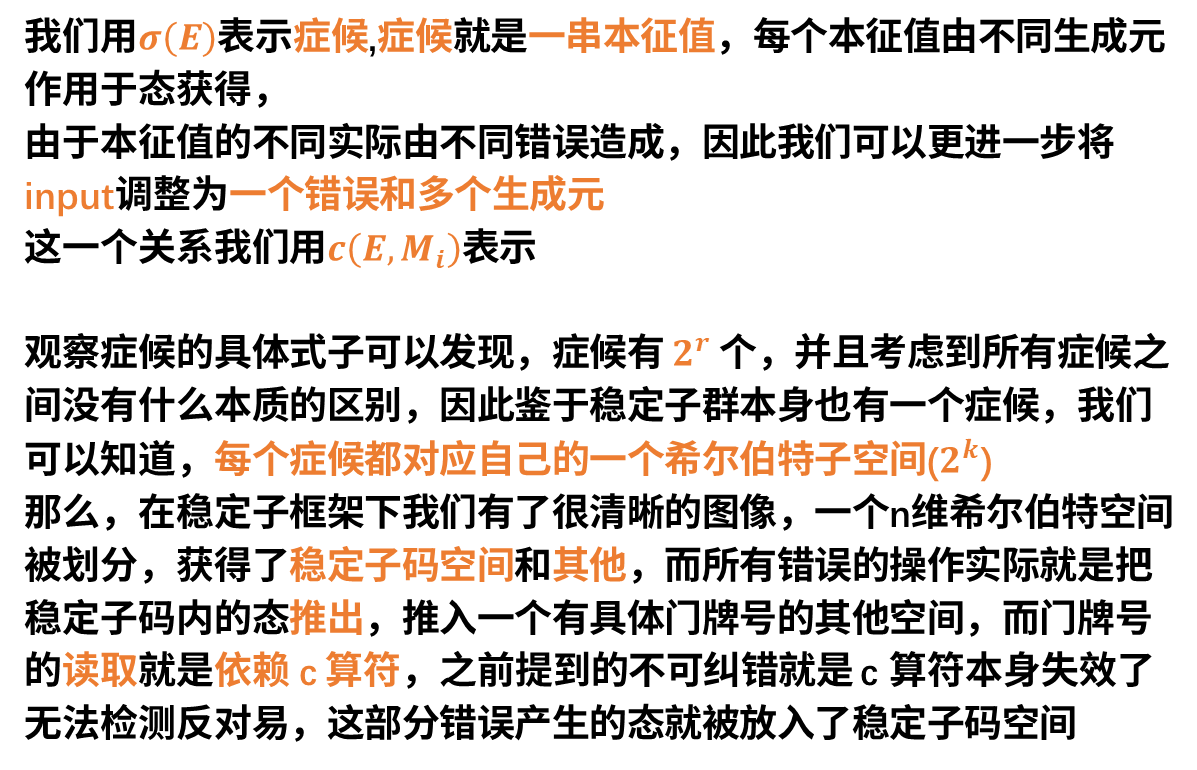 我们用σ(E)表示症候,症候就是一串本征值，每个本征值由不同生成元
作用于态获得，
由于本征值的不同实际由不同错误造成，因此我们可以更进一步将
input调整为一个错误和多个生成元
这一个关系我们用c(E, Mᵢ)表示
观察症候的具体式子可以发现，症候有 2ʳ 个，并且考虑到所有症候之
间没有什么本质的区别，因此鉴于稳定子群本身也有一个症候，我们
可以知道，每个症候都对应自己的一个希尔伯特子空间(2ᵏ)
那么，在稳定子框架下我们有了很清晰的图像，一个n维希尔伯特空间
被划分，获得了稳定子码空间和其他，而所有错误的操作实际就是把
稳定子码内的态推出，推入一个有具体门牌号的其他空间，而门牌号
的读取就是依赖 c 算符，之前提到的不可纠错就是 c 算符本身失效了
无法检测反对易，这部分错误产生的态就被放入了稳定子码空间